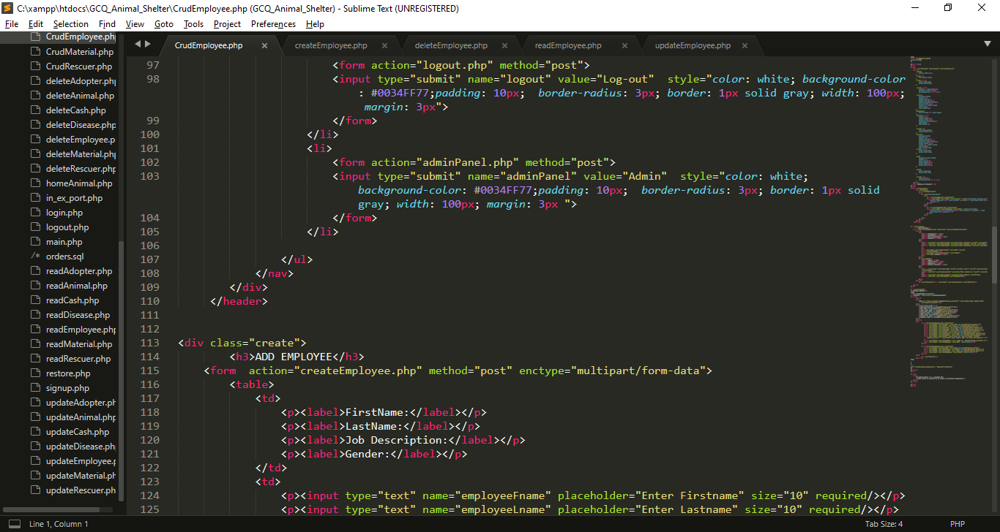 C:\xampp\htdocs\GCQ_Animal_Shelter\CrudEmployee.php (GCQ_Animal_Shelter) - Sublime Text (UNREGISTERED)
File Edit Selection Find View Goto Tools Project Preferences Help
CrudEmployee.ph
CrudMaterial.php
CrudRescuer.php
deleteAdopter.php
deleteAnimal.php
deleteCash.php
deleteDisease.php
deleteEmployee.p
deleteMaterial.php
deleteRescuer.php
homeAnimal.php
in_ex_port.php
login.php
logout.php
main.php
/* orders.sql
readAdopter.php
readAnimal.php
readCash.php
readDisease.php
readEmployee.php
readMaterial.php
readRescuer.php
restore.php
signup.php
updateAdopter.ph
updateAnimal.php
updateCash.php
updateDisease.php
updateEmployee.p
updateMaterial.ph
updateRescuer.ph
CrudEmployee.php × createEmployee.php × deleteEmployee.php × readEmployee.php × updateEmployee.php ×
97 <form action="logout.php" method="post">
98 <input type="submit" name="logout" value="Log-out"  style="color: white; background-color
: #0034FF77;padding: 10px;  border-radius: 3px; border: 1px solid gray; width: 100px;
margin: 3px">
99 </form>
100 </li>
101 <li>
102 <form action="adminPanel.php" method="post">
103 <input type="submit" name="adminPanel" value="Admin"  style="color: white;
background-color: #0034FF77;padding: 10px;  border-radius: 3px; border: 1px solid
gray; width: 100px; margin: 3px ">
104 </form>
105 </li>
106
107 </ul>
108 </nav>
109 </div>
110 </header>
111
112
113 <div class="create">
114 <h3>ADD EMPLOYEE</h3>
115 <form  action="createEmployee.php" method="post" enctype="multipart/form-data">
116 <table>
117 <td>
118 <p><label>FirstName:</label></p>
119 <p><label>LastName:</label></p>
120 <p><label>Job Description:</label></p>
121 <p><label>Gender:</label></p>
122 </td>
123 <td>
124 <p><input type="text" name="employeeFname" placeholder="Enter Firstname" size="10" required/></p>
125 <p><input type="text" name="employeeLname" placeholder="Enter Lastname" size="10" required/></p>
Line 1, Column 1
Tab Size: 4
PHP